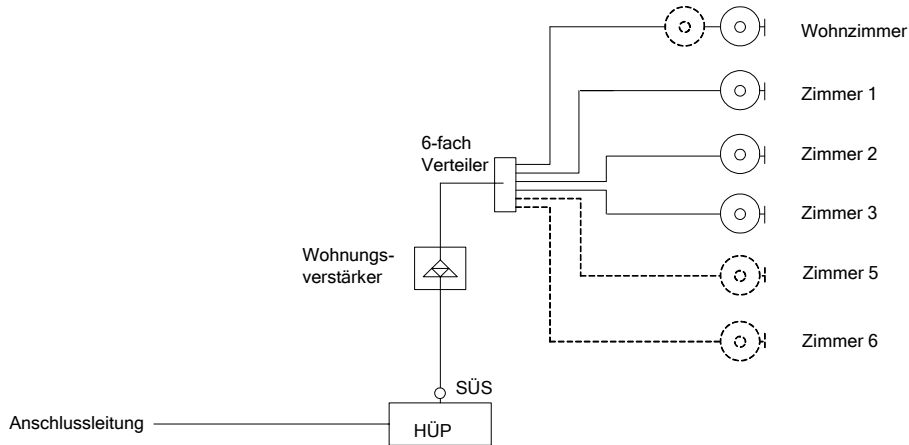 Wohnzimmer
Zimmer 1
6-fach
Verteiler
Zimmer 2
Zimmer 3
Wohnungs-
verstärker
Zimmer 5
Zimmer 6
SÜS
Anschlussleitung
HÜP